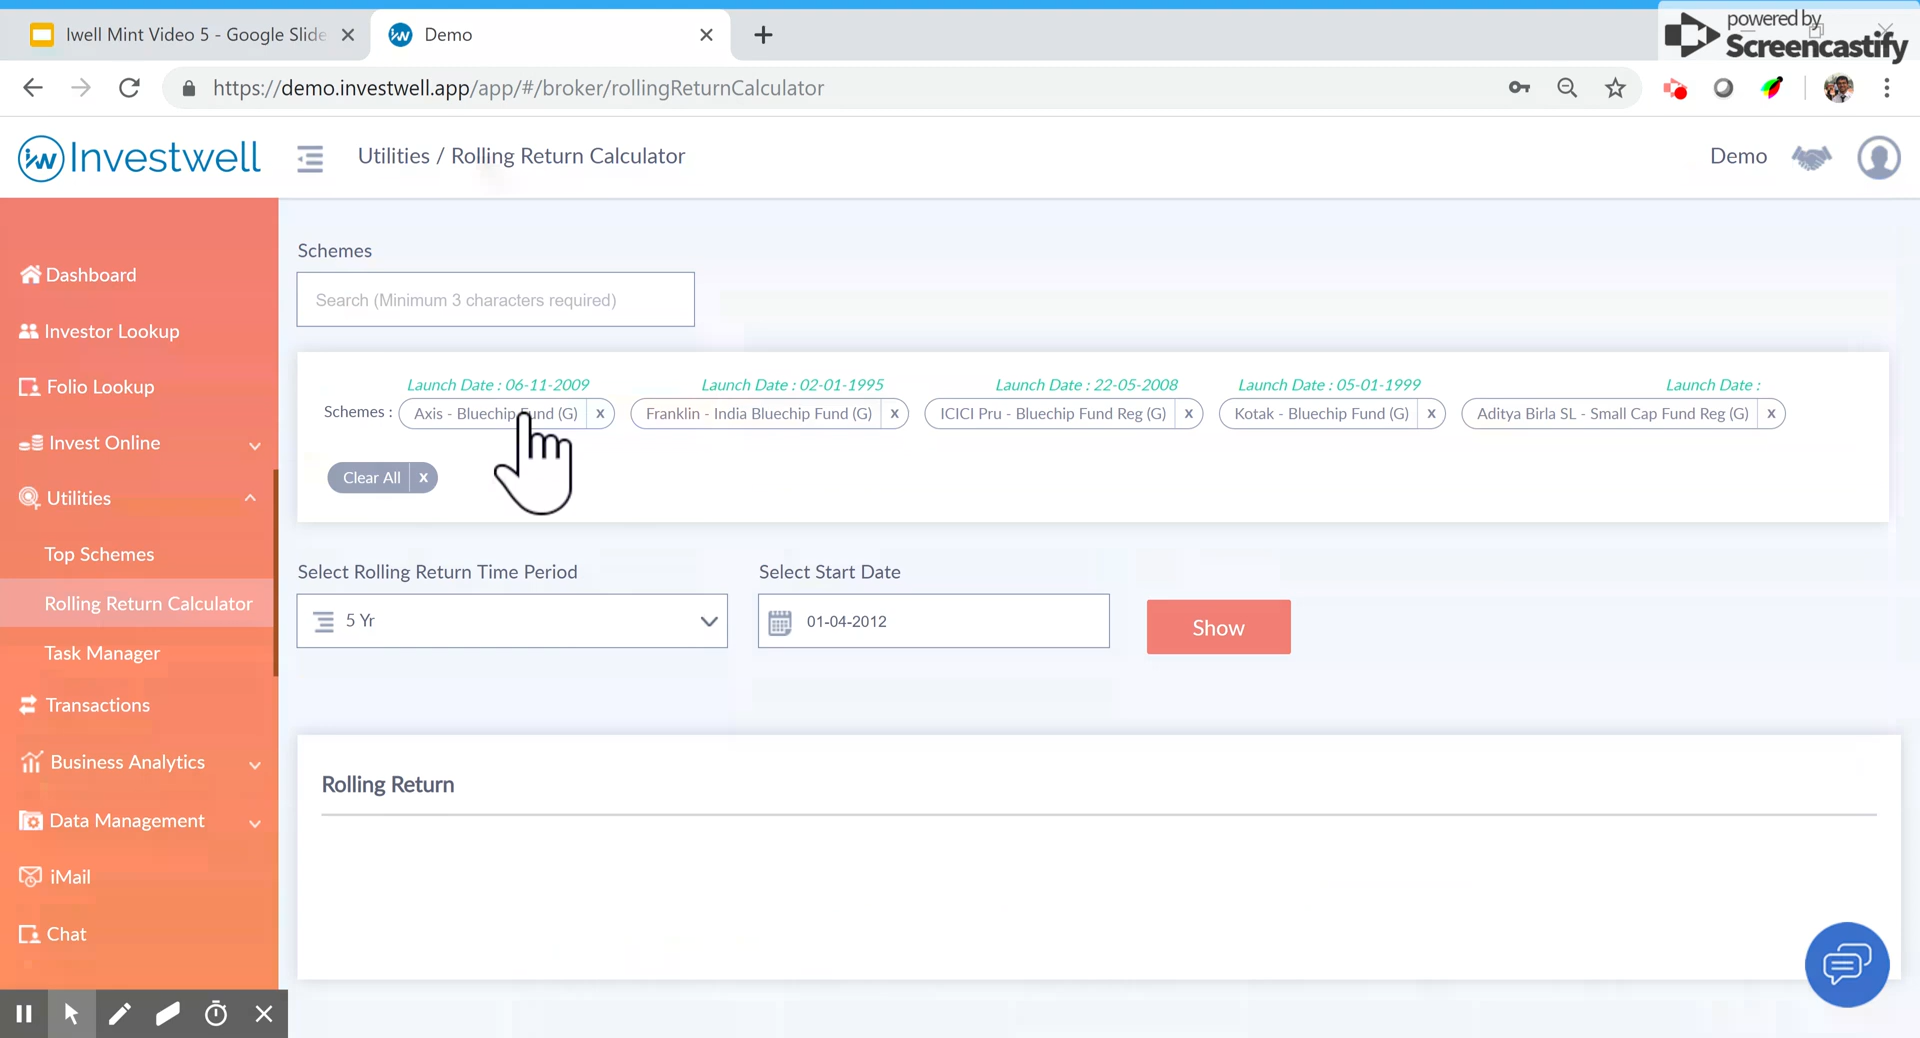 Iwell Mint Video 5 - Google Slide
Demo
powered by
Screencastify
https://demo.investwell.app/app/#/broker/rollingReturnCalculator
iw Investwell
Utilities / Rolling Return Calculator
Demo
Dashboard
Investor Lookup
Folio Lookup
Invest Online
Utilities
Top Schemes
Rolling Return Calculator
Task Manager
Transactions
Business Analytics
Data Management
iMail
Chat
Schemes
Search (Minimum 3 characters required)
Launch Date : 06-11-2009 Launch Date : 02-01-1995 Launch Date : 22-05-2008 Launch Date : 05-01-1999 Launch Date :
Schemes : Axis - Bluechip Fund (G) x Franklin - India Bluechip Fund (G) x ICICI Pru - Bluechip Fund Reg (G) x Kotak - Bluechip Fund (G) x Aditya Birla SL - Small Cap Fund Reg (G) x
Clear All x
Select Rolling Return Time Period Select Start Date
5 Yr 01-04-2012 Show
Rolling Return